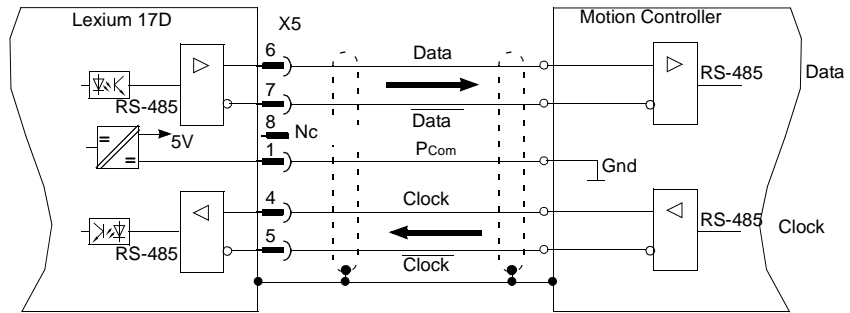 Lexium 17D
X5
Motion Controller
6
Data
RS-485
Data
RS-485
7
Data
8
Nc
5V
1
PCom
Gnd
4
Clock
RS-485
Clock
RS-485
5
Clock